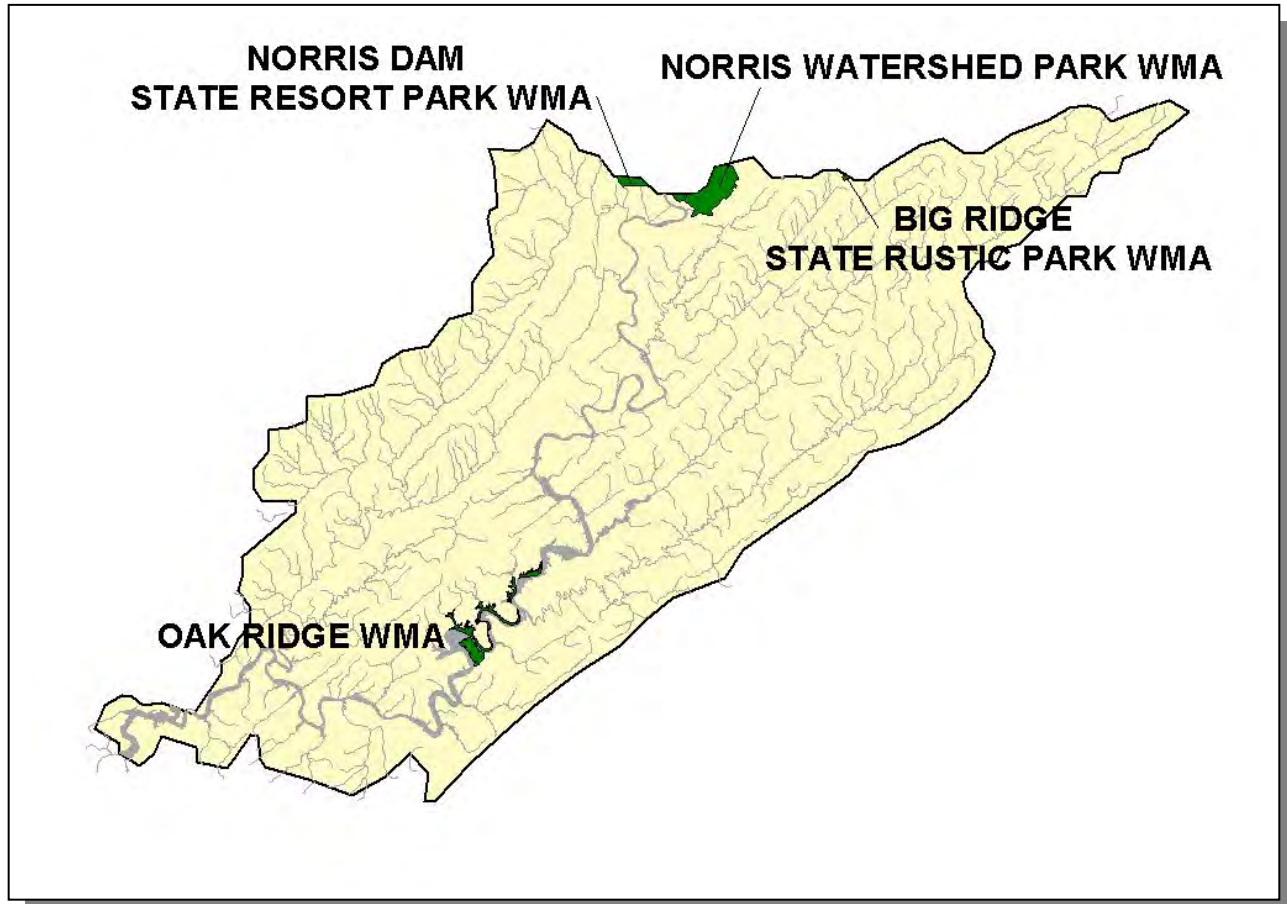 NORRIS DAM
STATE RESORT PARK WMA
NORRIS WATERSHED PARK WMA
BIG RIDGE
STATE RUSTIC PARK WMA
OAK RIDGE WMA